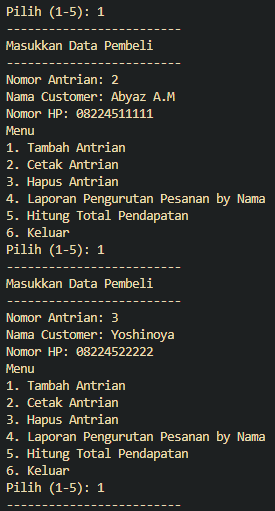 Pilih (1-5): 1
-------------------------
Masukkan Data Pembeli
-------------------------
Nomor Antrian: 2
Nama Customer: Abyaz A.M
Nomor HP: 08224511111
Menu
1. Tambah Antrian
2. Cetak Antrian
3. Hapus Antrian
4. Laporan Pengurutan Pesanan by Nama
5. Hitung Total Pendapatan
6. Keluar
Pilih (1-5): 1
-------------------------
Masukkan Data Pembeli
-------------------------
Nomor Antrian: 3
Nama Customer: Yoshinoya
Nomor HP: 08224522222
Menu
1. Tambah Antrian
2. Cetak Antrian
3. Hapus Antrian
4. Laporan Pengurutan Pesanan by Nama
5. Hitung Total Pendapatan
6. Keluar
Pilih (1-5): 1
-------------------------